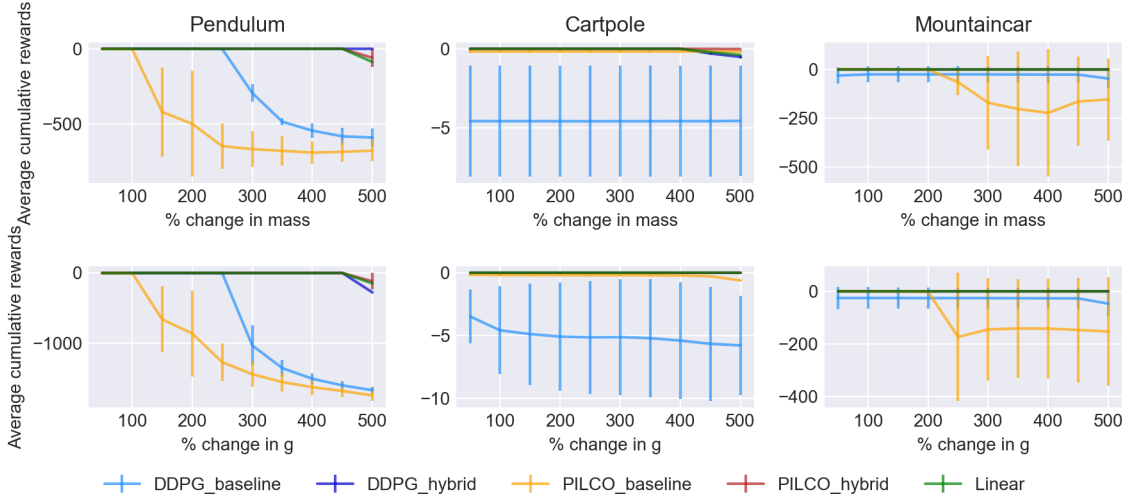 Pendulum Cartpole Mountaincar
Average cumulative rewards
0
−500
100 200 300 400 500
% change in mass
0
−5
100 200 300 400 500
% change in mass
0
−250
−500
100 200 300 400 500
% change in mass
Average cumulative rewards
0
−1000
100 200 300 400 500
% change in g
0
−5
−10
100 200 300 400 500
% change in g
0
−200
−400
100 200 300 400 500
% change in g
DDPG_baseline DDPG_hybrid PILCO_baseline PILCO_hybrid Linear